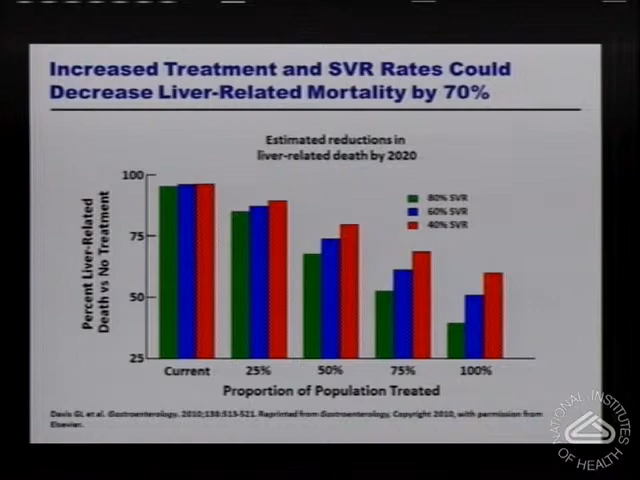 Increased Treatment and SVR Rates Could
Decrease Liver-Related Mortality by 70%
Estimated reductions in
liver-related death by 2020
Percent Liver-Related
Death vs No Treatment
100
75
50
25
80% SVR
60% SVR
40% SVR
Current
25%
50%
75%
100%
Proportion of Population Treated
Davis GL et al. Gastroenterology. 2010;138:513-521. Reprinted from Gastroenterology, Copyright 2010, with permission from
Elsevier.
NATIONAL INSTITUTES
OF HEALTH